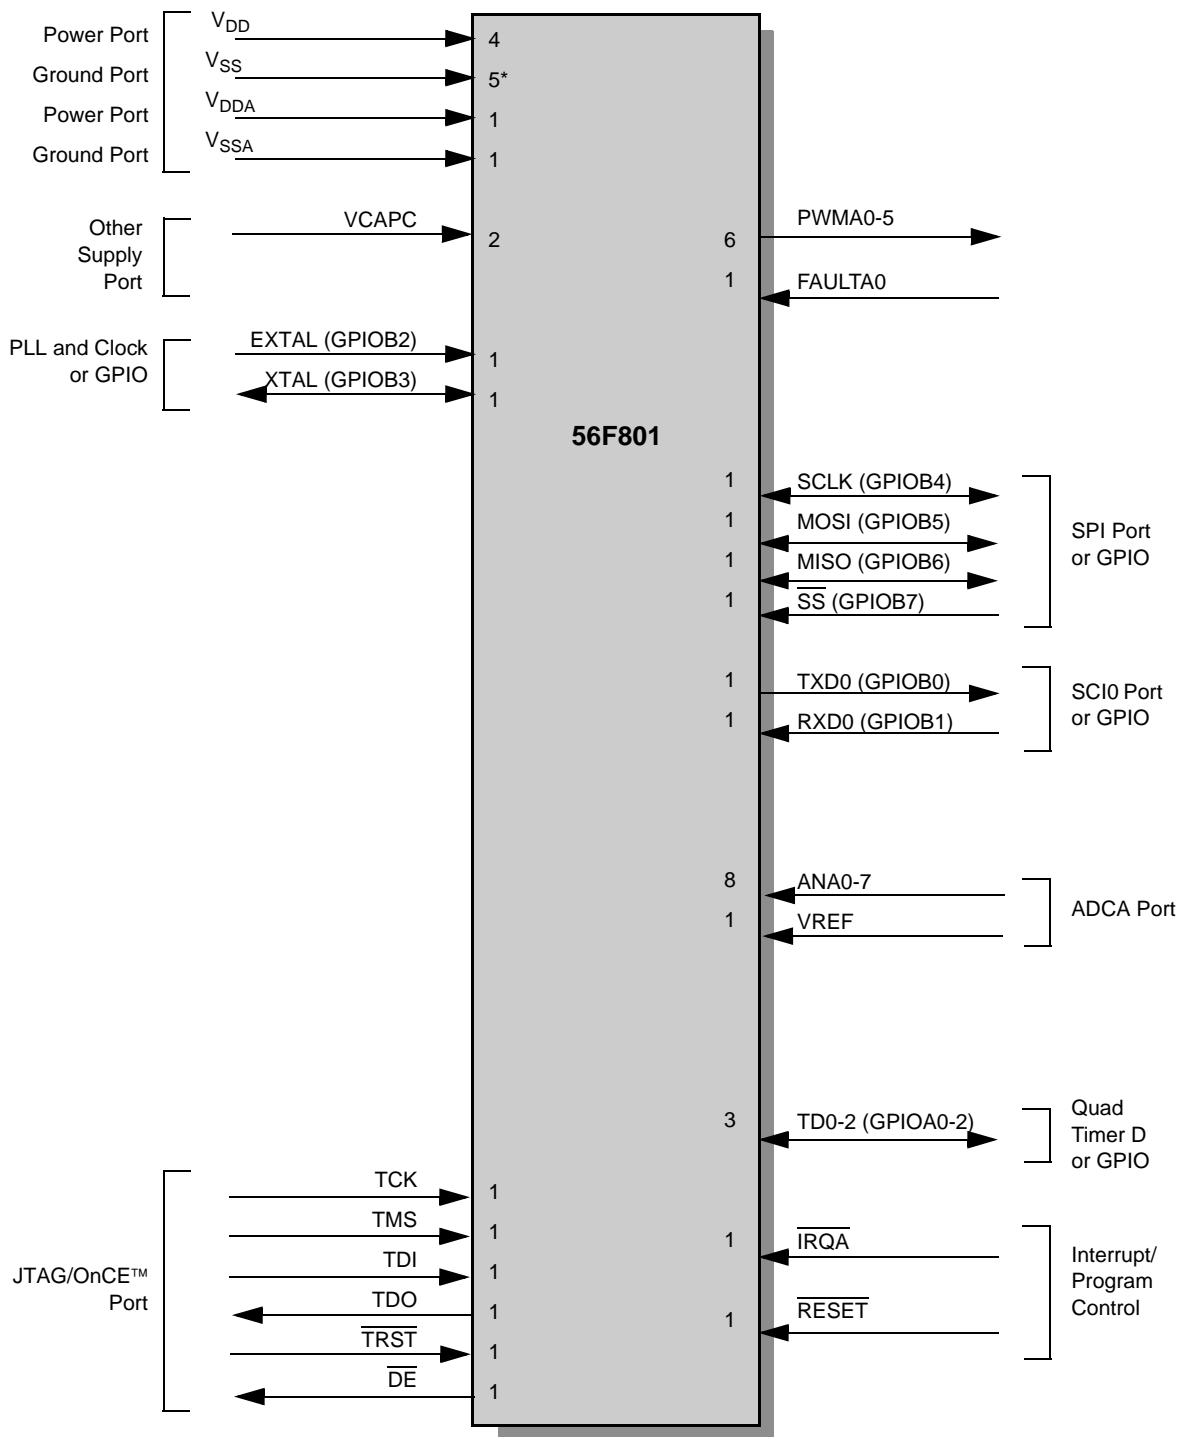 Power Port
VDD
4
Ground Port
VSS
5*
Power Port
VDDA
1
Ground Port
VSSA
1
Other
Supply
Port
VCAPC
2
PLL and Clock
or GPIO
EXTAL (GPIOB2)
1
XTAL (GPIOB3)
1
56F801
6
PWMA0-5
1
FAULTA0
1
SCLK (GPIOB4)
1
MOSI (GPIOB5)
1
MISO (GPIOB6)
1
SS (GPIOB7)
SPI Port
or GPIO
1
TXD0 (GPIOB0)
1
RXD0 (GPIOB1)
SCI0 Port
or GPIO
8
ANA0-7
1
VREF
ADCA Port
3
TD0-2 (GPIOA0-2)
Quad
Timer D
or GPIO
JTAG/OnCE™
Port
TCK
1
TMS
1
TDI
1
TDO
1
TRST
1
DE
1
1
IRQA
1
RESET
Interrupt/
Program
Control